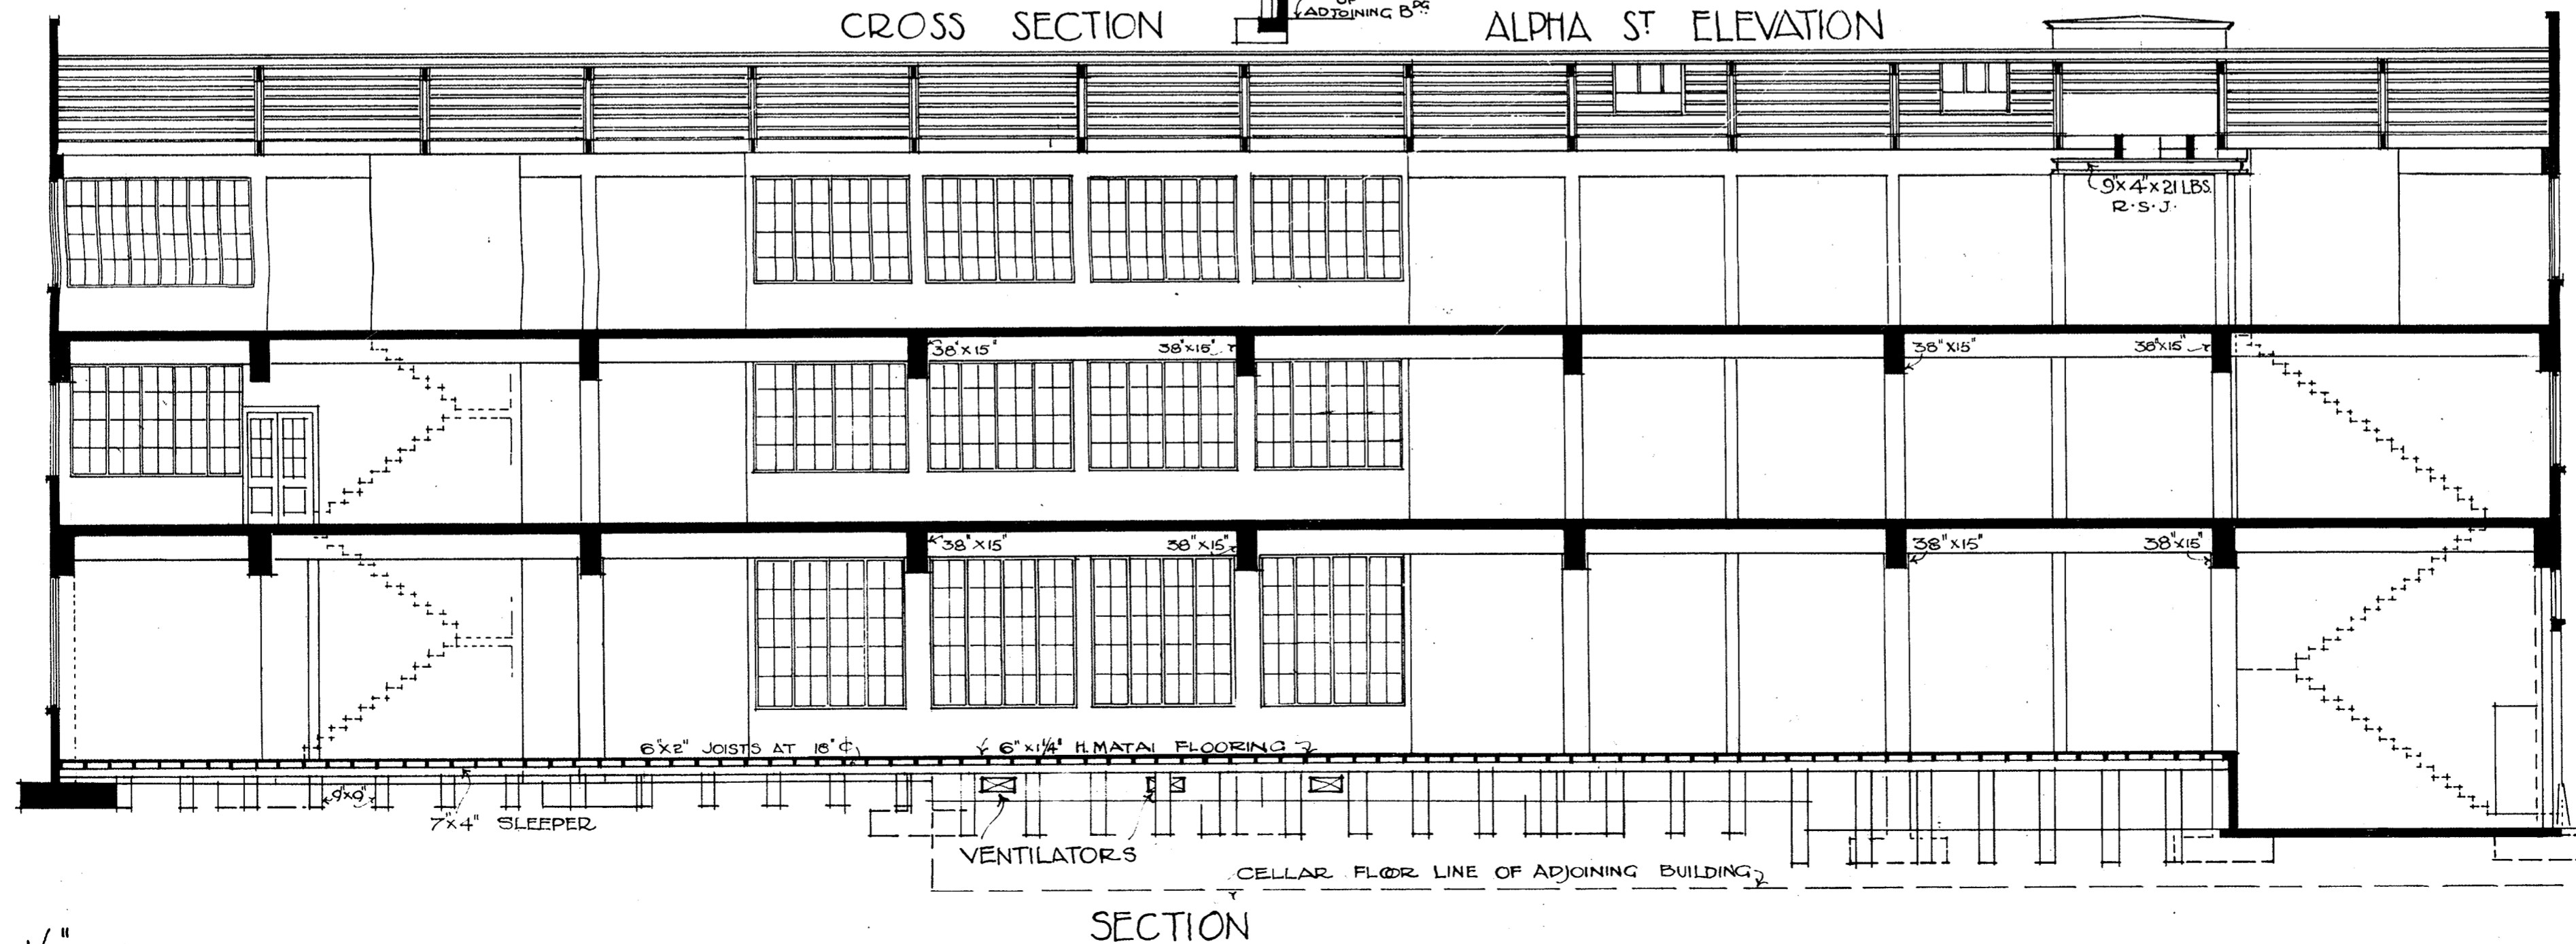 OF
ADJOINING BDG
CROSS SECTION
ALPHA ST ELEVATION
9"x4"x21 LBS.
R.S.J.
38"x15"
38"x15"
38"x15"
38"x15"
38"x15"
38"x15"
38"x15"
38"x15"
6"x2" JOISTS AT 18" ¢
6"x1¼" H. MATAI FLOORING
9"x9"
7"x4" SLEEPER
VENTILATORS
CELLAR FLOOR LINE OF ADJOINING BUILDING
SECTION